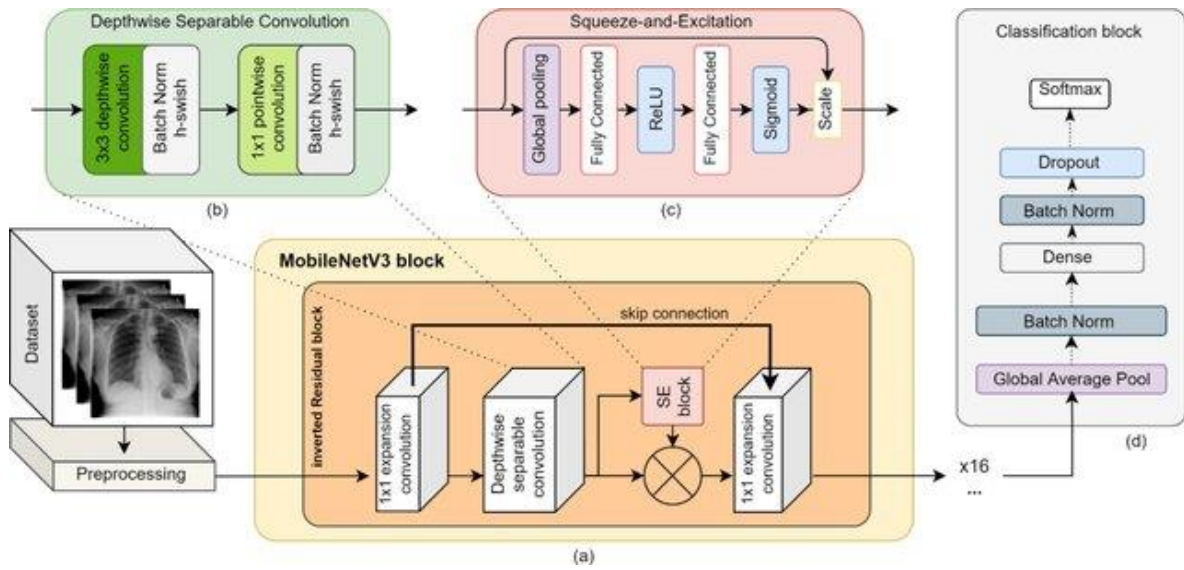 Depthwise Separable Convolution
3x3 depthwise
convolution
Batch Norm
h-swish
1x1 pointwise
convolution
Batch Norm
h-swish
(b)
Squeeze-and-Excitation
Global pooling
Fully Connected
ReLU
Fully Connected
Sigmoid
Scale
(c)
Classification block
Softmax
Dropout
Batch Norm
Dense
Batch Norm
Global Average Pool
(d)
Dataset
Preprocessing
MobileNetV3 block
inverted Residual block
skip connection
1x1 expansion
convolution
Depthwise
separable
convolution
SE
block
1x1 expansion
convolution
x16
...
(a)